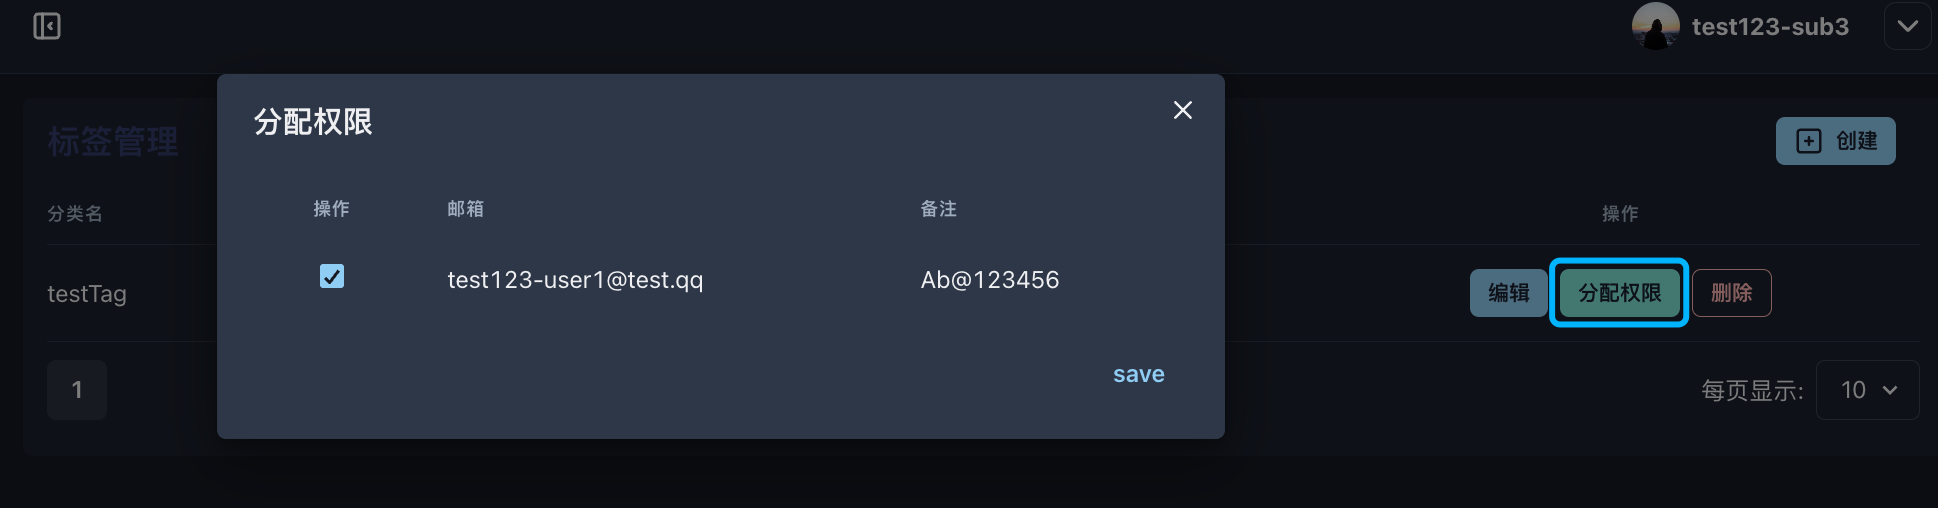 test123-sub3
分配权限
标签管理
创建
操作 邮箱 备注
分类名 操作
test123-user1@test.qq Ab@123456
testTag 编辑 分配权限 删除
save
1 每页显示: 10